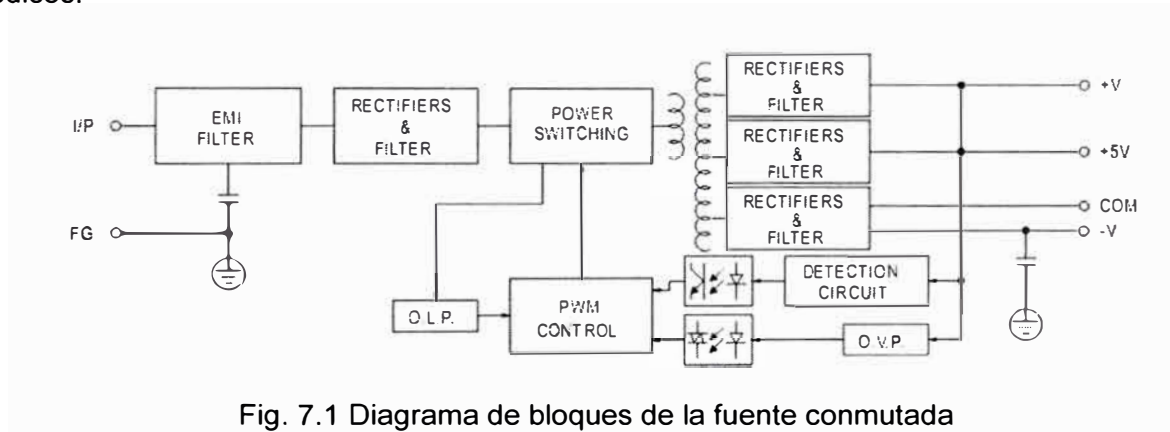 I/P
EMI
FILTER
RECTIFIERS
&
FILTER
POWER
SWITCHING
RECTIFIERS
&
FILTER
+V
RECTIFIERS
&
FILTER
+5V
RECTIFIERS
&
FILTER
COM
-V
FG
O.L.P.
PWM
CONTROL
DETECTION
CIRCUIT
O.V.P.
Fig. 7.1 Diagrama de bloques de la fuente conmutada